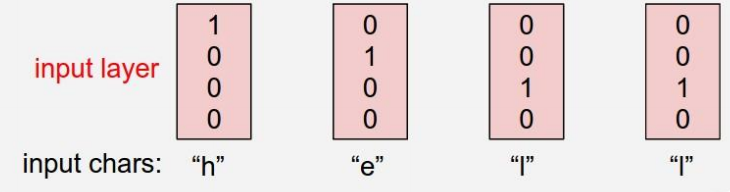 1 0 0 0
0 1 0 0
input layer
0 0 1 1
0 0 0 0
input chars: “h” “e” “l” “l”